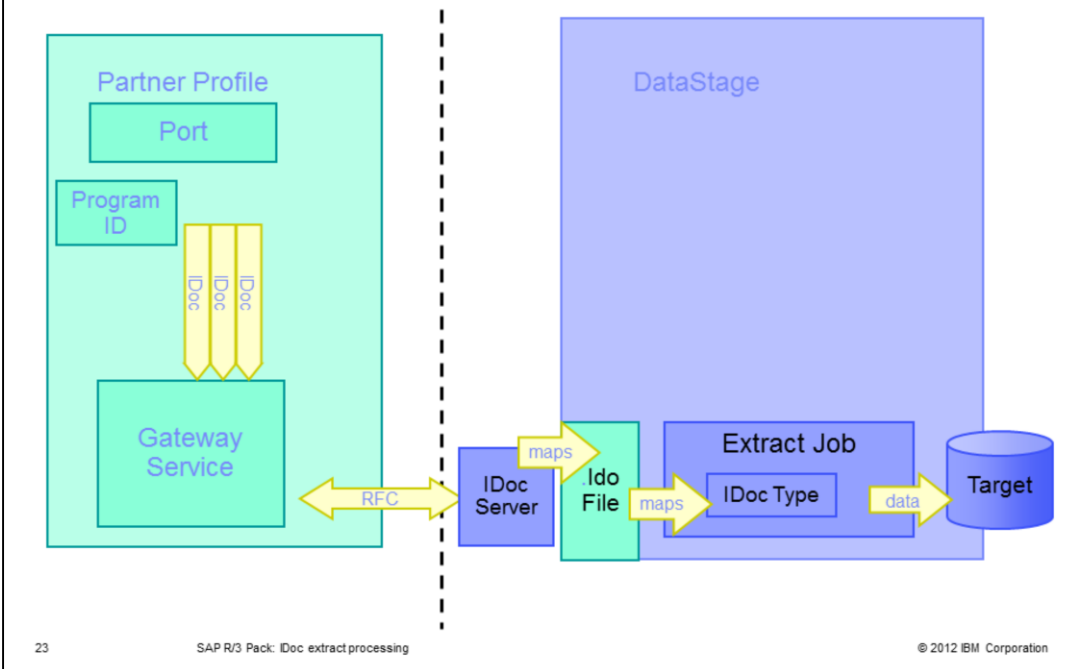 Partner Profile
Port
Program
ID
IDoc
IDoc
IDoc
Gateway
Service
RFC
DataStage
IDoc
Server
maps
.Ido
File
maps
Extract Job
IDoc Type
data
Target
23
SAP R/3 Pack: IDoc extract processing
© 2012 IBM Corporation